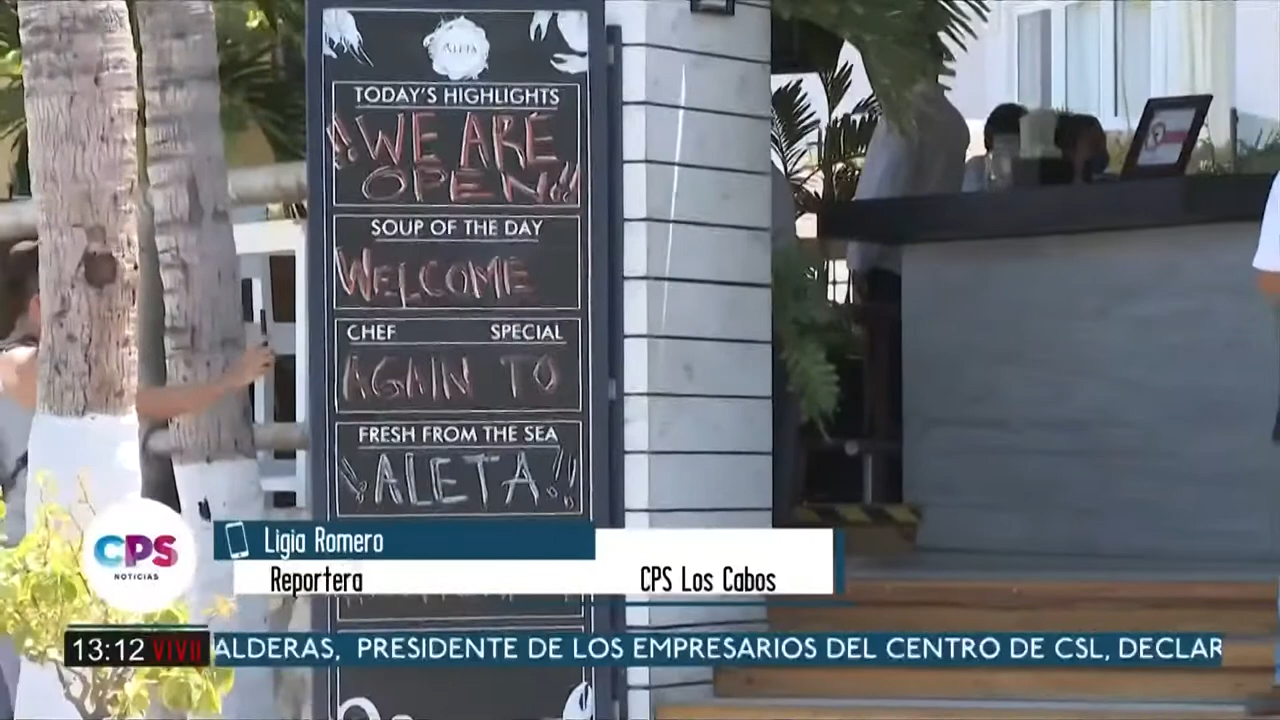 ALETA
TODAY'S HIGHLIGHTS
¡¡WE ARE
OPEN!!
SOUP OF THE DAY
WELCOME
CHEF SPECIAL
AGAIN TO
FRESH FROM THE SEA
¡¡ALETA!!
CPS
NOTICIAS
Ligia Romero
Reportera
CPS Los Cabos
13:12 VIVO
ALDERAS, PRESIDENTE DE LOS EMPRESARIOS DEL CENTRO DE CSL, DECLAR